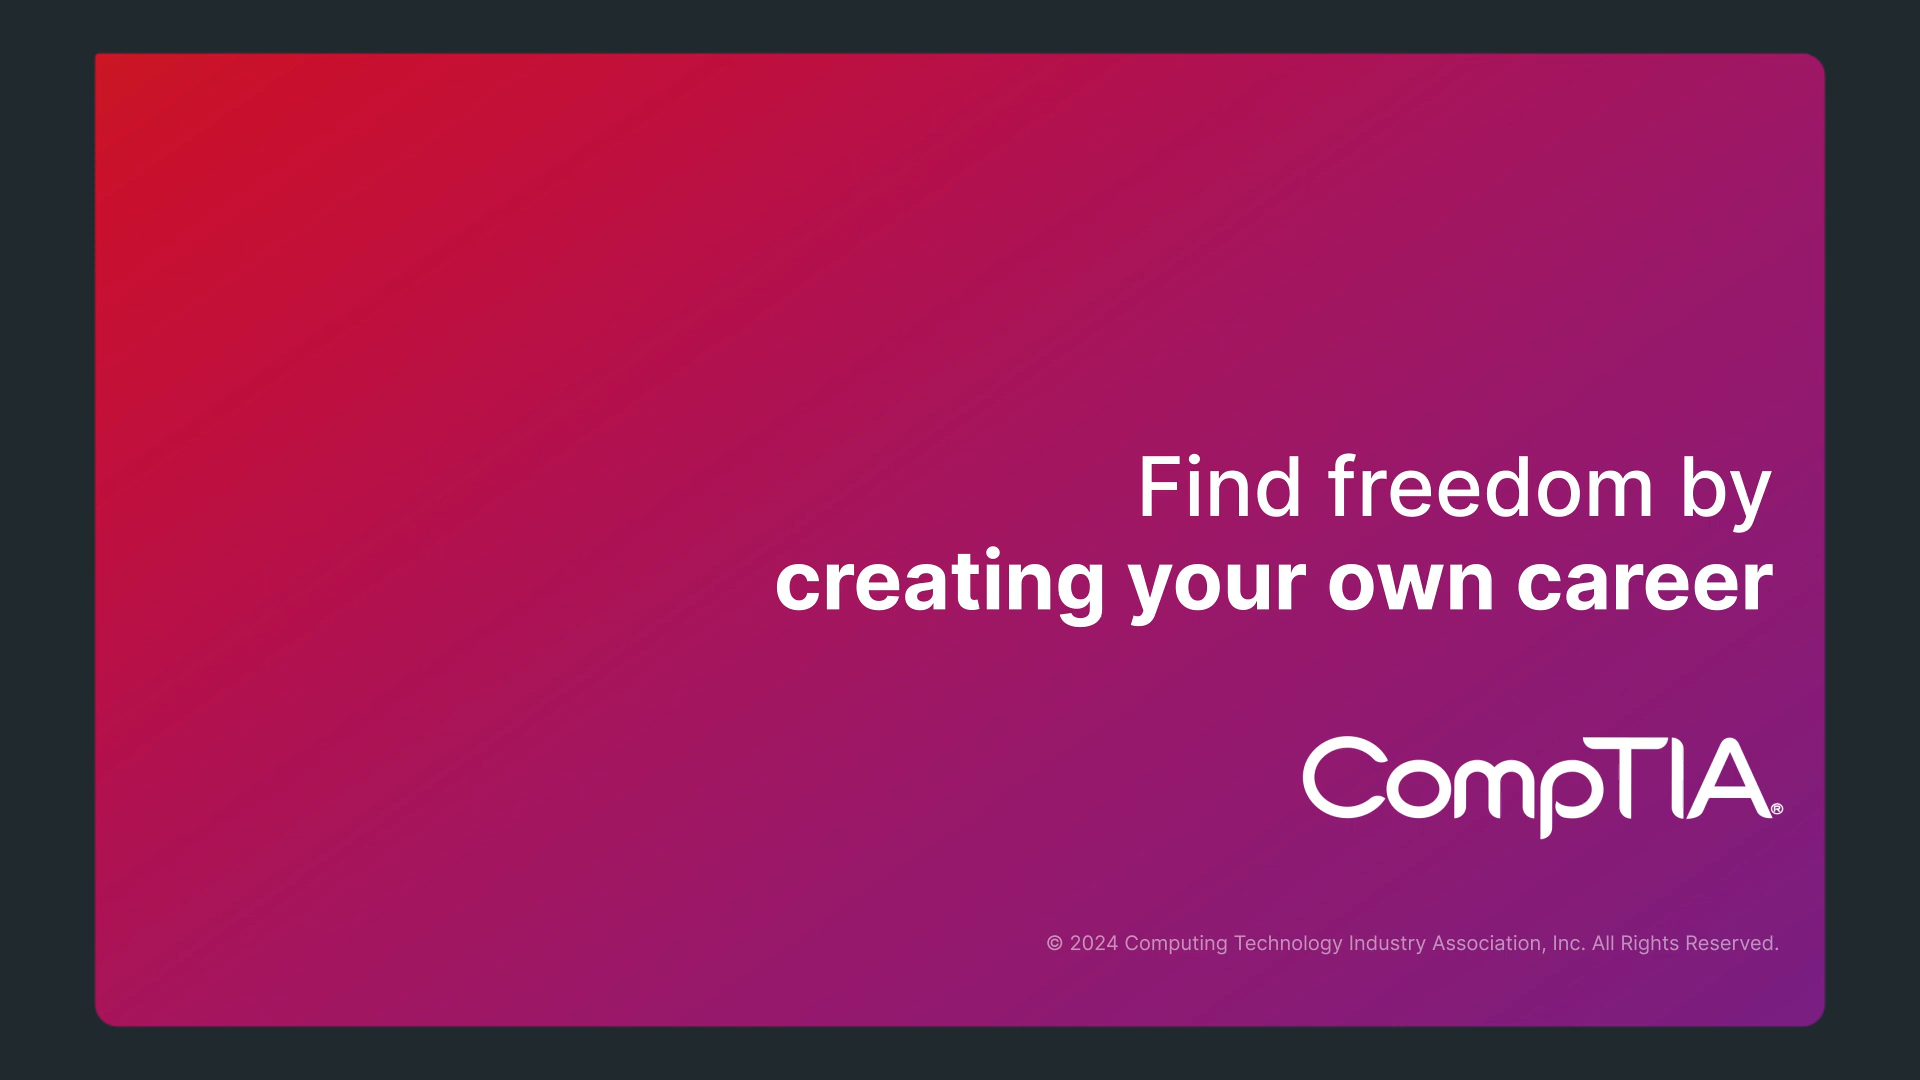 Find freedom by
creating your own career
CompTIA®
© 2024 Computing Technology Industry Association, Inc. All Rights Reserved.